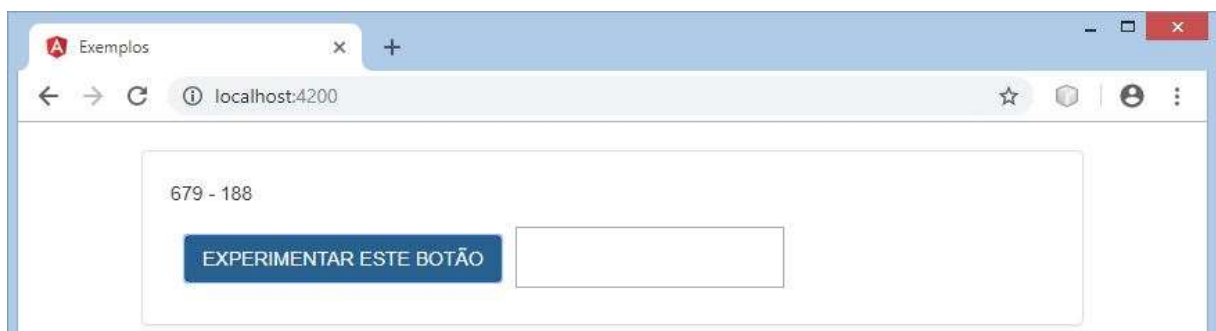 Exemplos
localhost:4200
679 - 188
EXPERIMENTAR ESTE BOTÃO